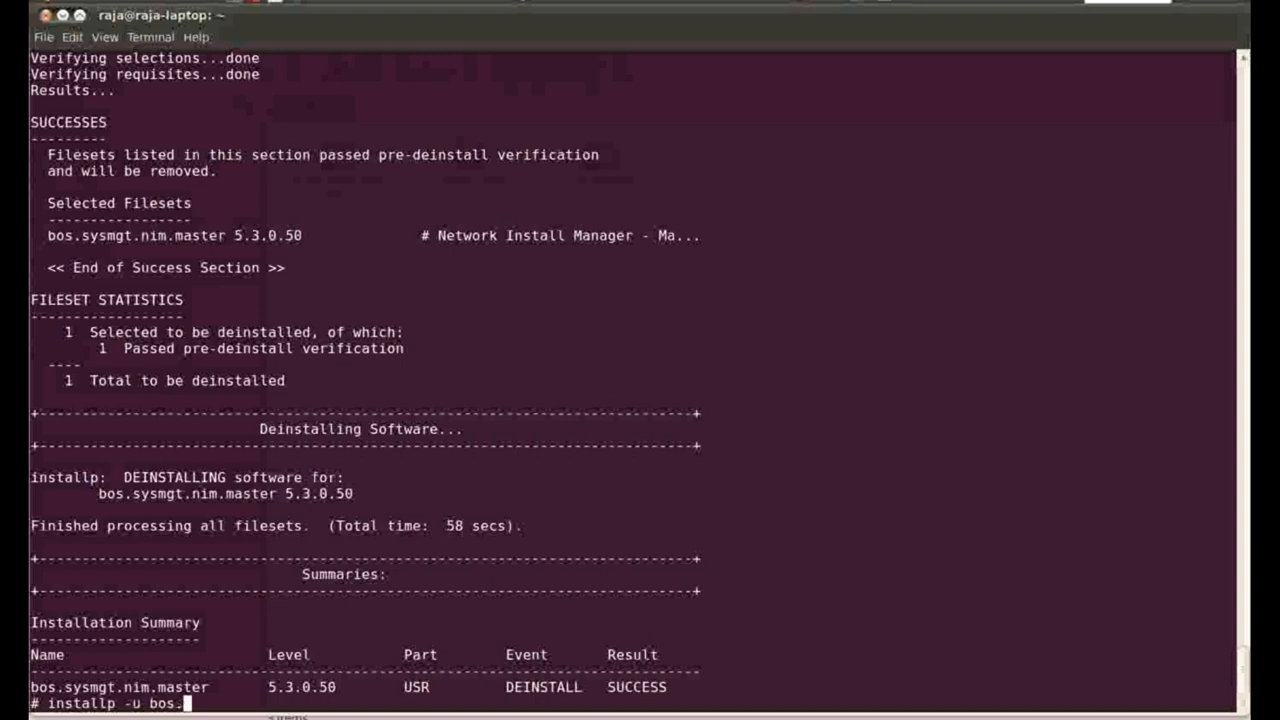 raja@raja-laptop: ~
File Edit View Terminal Help
Verifying selections...done
Verifying requisites...done
Results...
SUCCESSES
---------
Filesets listed in this section passed pre-deinstall verification
and will be removed.
Selected Filesets
-----------------
bos.sysmgt.nim.master 5.3.0.50 # Network Install Manager - Ma...
<< End of Success Section >>
FILESET STATISTICS
------------------
1 Selected to be deinstalled, of which:
1 Passed pre-deinstall verification
----
1 Total to be deinstalled
+-----------------------------------------------------------------------------+
Deinstalling Software...
+-----------------------------------------------------------------------------+
installp: DEINSTALLING software for:
bos.sysmgt.nim.master 5.3.0.50
Finished processing all filesets. (Total time: 58 secs).
+-----------------------------------------------------------------------------+
Summaries:
+-----------------------------------------------------------------------------+
Installation Summary
--------------------
Name Level Part Event Result
-------------------------------------------------------------------------------
bos.sysmgt.nim.master 5.3.0.50 USR DEINSTALL SUCCESS
# installp -u bos.